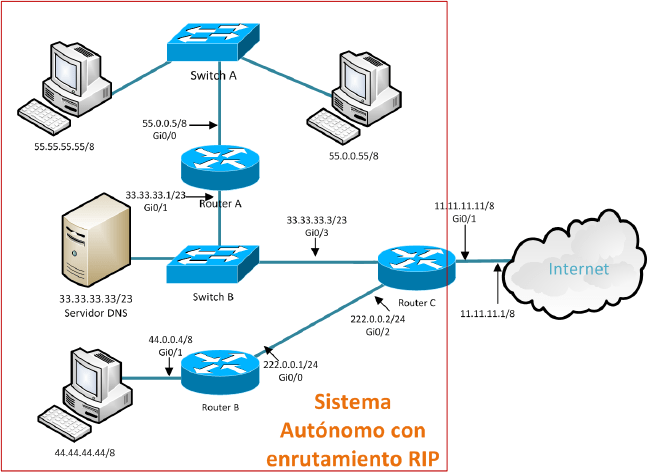 Switch A
55.55.55.55/8
55.0.0.5/8
Gi0/0
55.0.0.55/8
33.33.33.1/23
Gi0/1
Router A
33.33.33.3/23
Gi0/3
11.11.11.11/8
Gi0/1
Internet
33.33.33.33/23
Servidor DNS
Switch B
Router C
11.11.11.1/8
222.0.0.2/24
Gi0/2
44.0.0.4/8
Gi0/1
222.0.0.1/24
Gi0/0
Router B
44.44.44.44/8
Sistema
Autónomo con
enrutamiento RIP